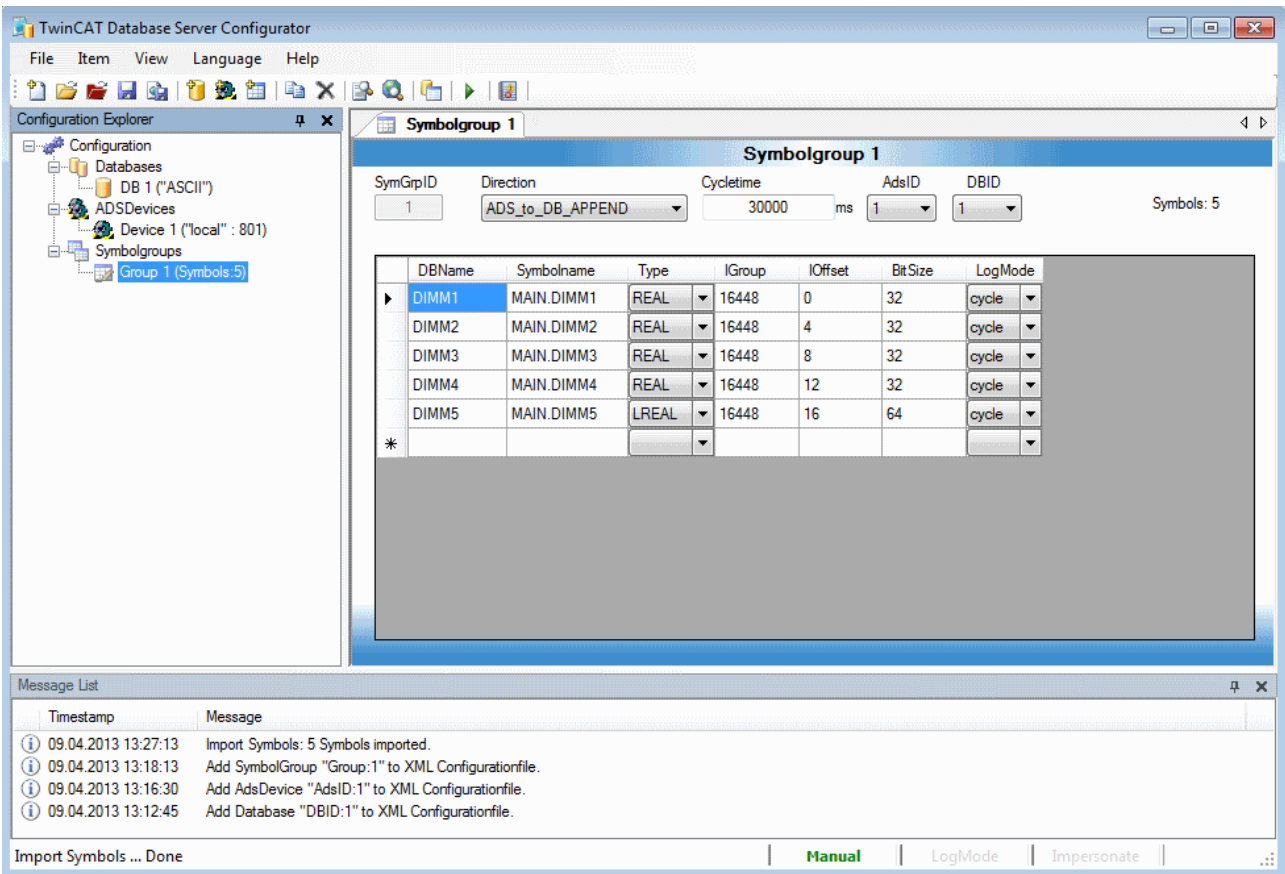 TwinCAT Database Server Configurator
File Item View Language Help
Configuration Explorer
Configuration
Databases
DB 1 ("ASCII")
ADSDevices
Device 1 ("local" : 801)
Symbolgroups
Group 1 (Symbols:5)
Symbolgroup 1
Symbolgroup 1
SymGrpID Direction Cycletime AdsID DBID
1 ADS_to_DB_APPEND 30000 ms 1 1 Symbols: 5
DBName Symbolname Type IGroup IOffset BitSize LogMode
DIMM1 MAIN.DIMM1 REAL 16448 0 32 cycle
DIMM2 MAIN.DIMM2 REAL 16448 4 32 cycle
DIMM3 MAIN.DIMM3 REAL 16448 8 32 cycle
DIMM4 MAIN.DIMM4 REAL 16448 12 32 cycle
DIMM5 MAIN.DIMM5 LREAL 16448 16 64 cycle
Message List
Timestamp Message
09.04.2013 13:27:13 Import Symbols: 5 Symbols imported.
09.04.2013 13:18:13 Add SymbolGroup "Group:1" to XML Configurationfile.
09.04.2013 13:16:30 Add AdsDevice "AdsID:1" to XML Configurationfile.
09.04.2013 13:12:45 Add Database "DBID:1" to XML Configurationfile.
Import Symbols ... Done Manual LogMode Impersonate